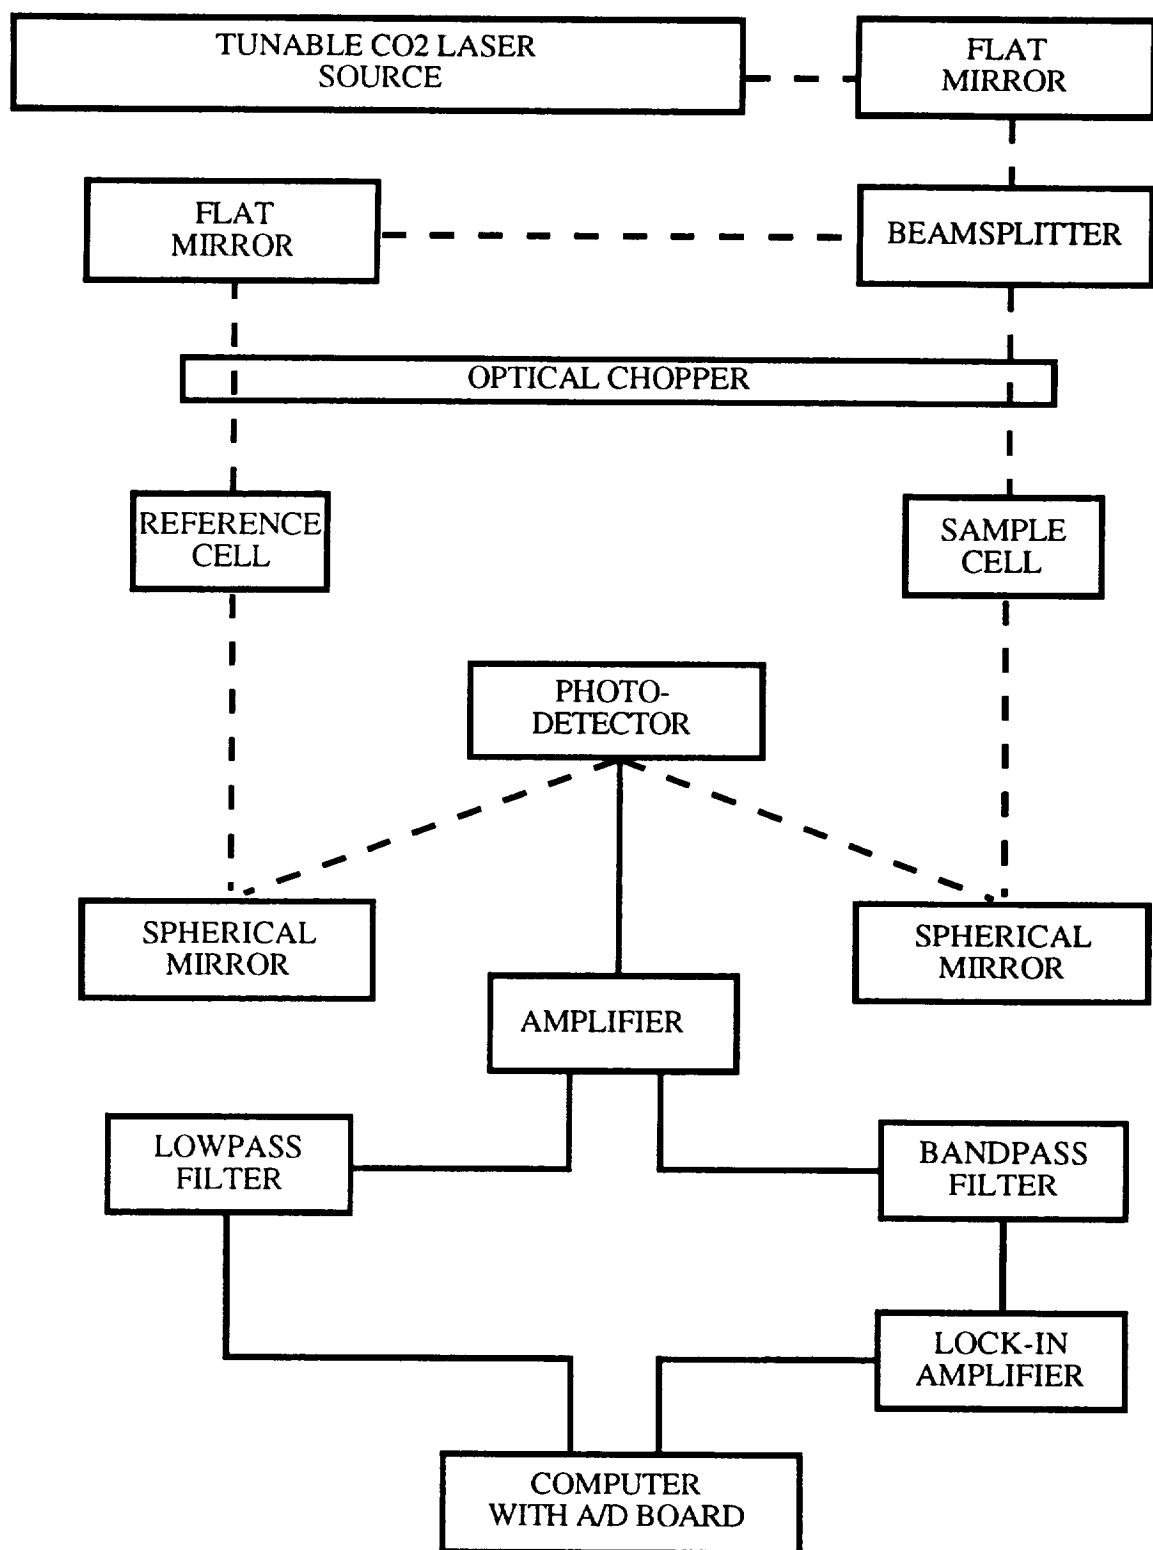 TUNABLE CO2 LASER
SOURCE
FLAT
MIRROR
FLAT
MIRROR
BEAMSPLITTER
OPTICAL CHOPPER
REFERENCE
CELL
SAMPLE
CELL
PHOTO-
DETECTOR
SPHERICAL
MIRROR
SPHERICAL
MIRROR
AMPLIFIER
LOWPASS
FILTER
BANDPASS
FILTER
LOCK-IN
AMPLIFIER
COMPUTER
WITH A/D BOARD